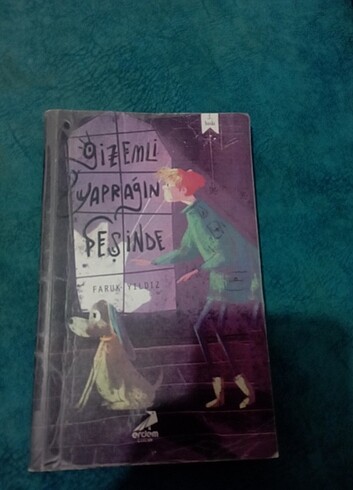 Gizemli
Yaprağın
Peşinde
FARUK YILDIZ
erdem